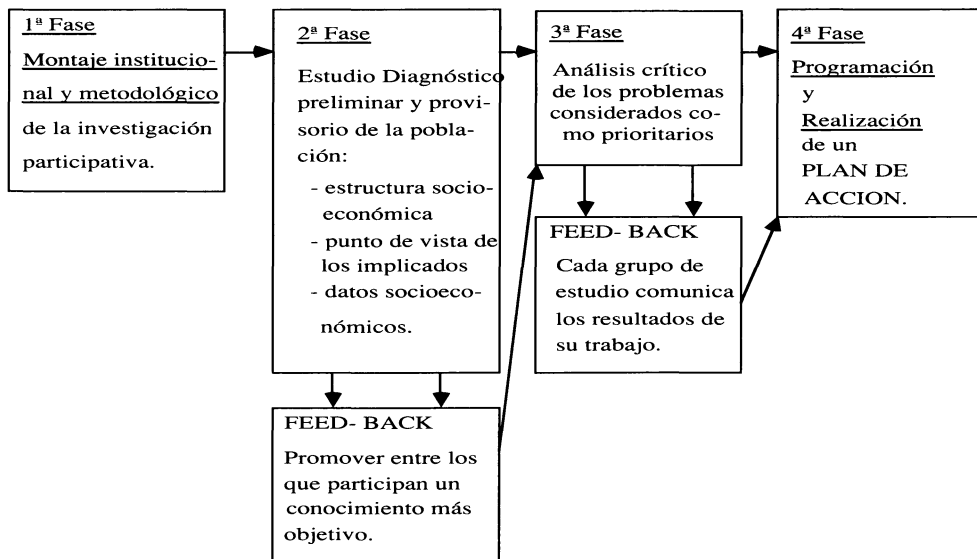 1ª Fase
Montaje institucio-
nal y metodológico
de la investigación
participativa.
2ª Fase
Estudio Diagnóstico
preliminar y provi-
sorio de la pobla-
ción:
- estructura socio-
económica
- punto de vista de
los implicados
- datos socioeco-
nómicos.
FEED- BACK
Promover entre los
que participan un
conocimiento más
objetivo.
3ª Fase
Análisis crítico
de los problemas
considerados co-
mo prioritarios
FEED- BACK
Cada grupo de
estudio comunica
los resultados de
su trabajo.
4ª Fase
Programación
y
Realización
de un
PLAN DE
ACCION.